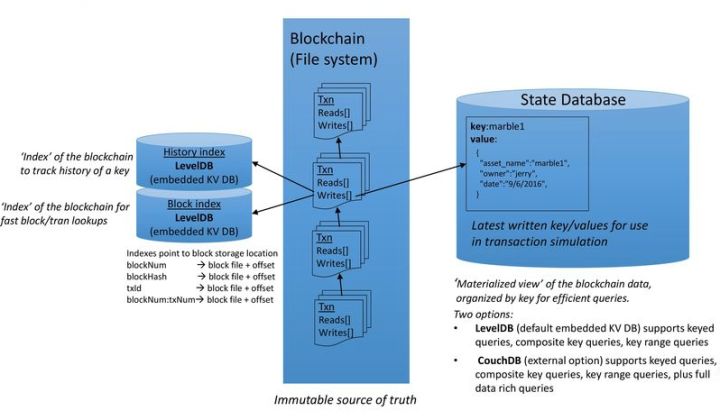 Blockchain
(File system)
Txn
Reads[]
Writes[]
Txn
Reads[]
Writes[]
Txn
Reads[]
Writes[]
Txn
Reads[]
Writes[]
Immutable source of truth
‘Index’ of the blockchain
to track history of a key
History index
LevelDB
(embedded KV DB)
‘Index’ of the blockchain for
fast block/tran lookups
Block index
LevelDB
(embedded KV DB)
Indexes point to block storage location
blockNum → block file + offset
blockHash → block file + offset
txId → block file + offset
blockNum:txNum→ block file + offset
State Database
key:marble1
value:
{
"asset_name":"marble1",
"owner":"jerry",
"date":"9/6/2016",
}
Latest written key/values for use
in transaction simulation
‘Materialized view’ of the blockchain data,
organized by key for efficient queries.
Two options:
• LevelDB (default embedded KV DB) supports keyed
queries, composite key queries, key range queries
• CouchDB (external option) supports keyed queries,
composite key queries, key range queries, plus full
data rich queries